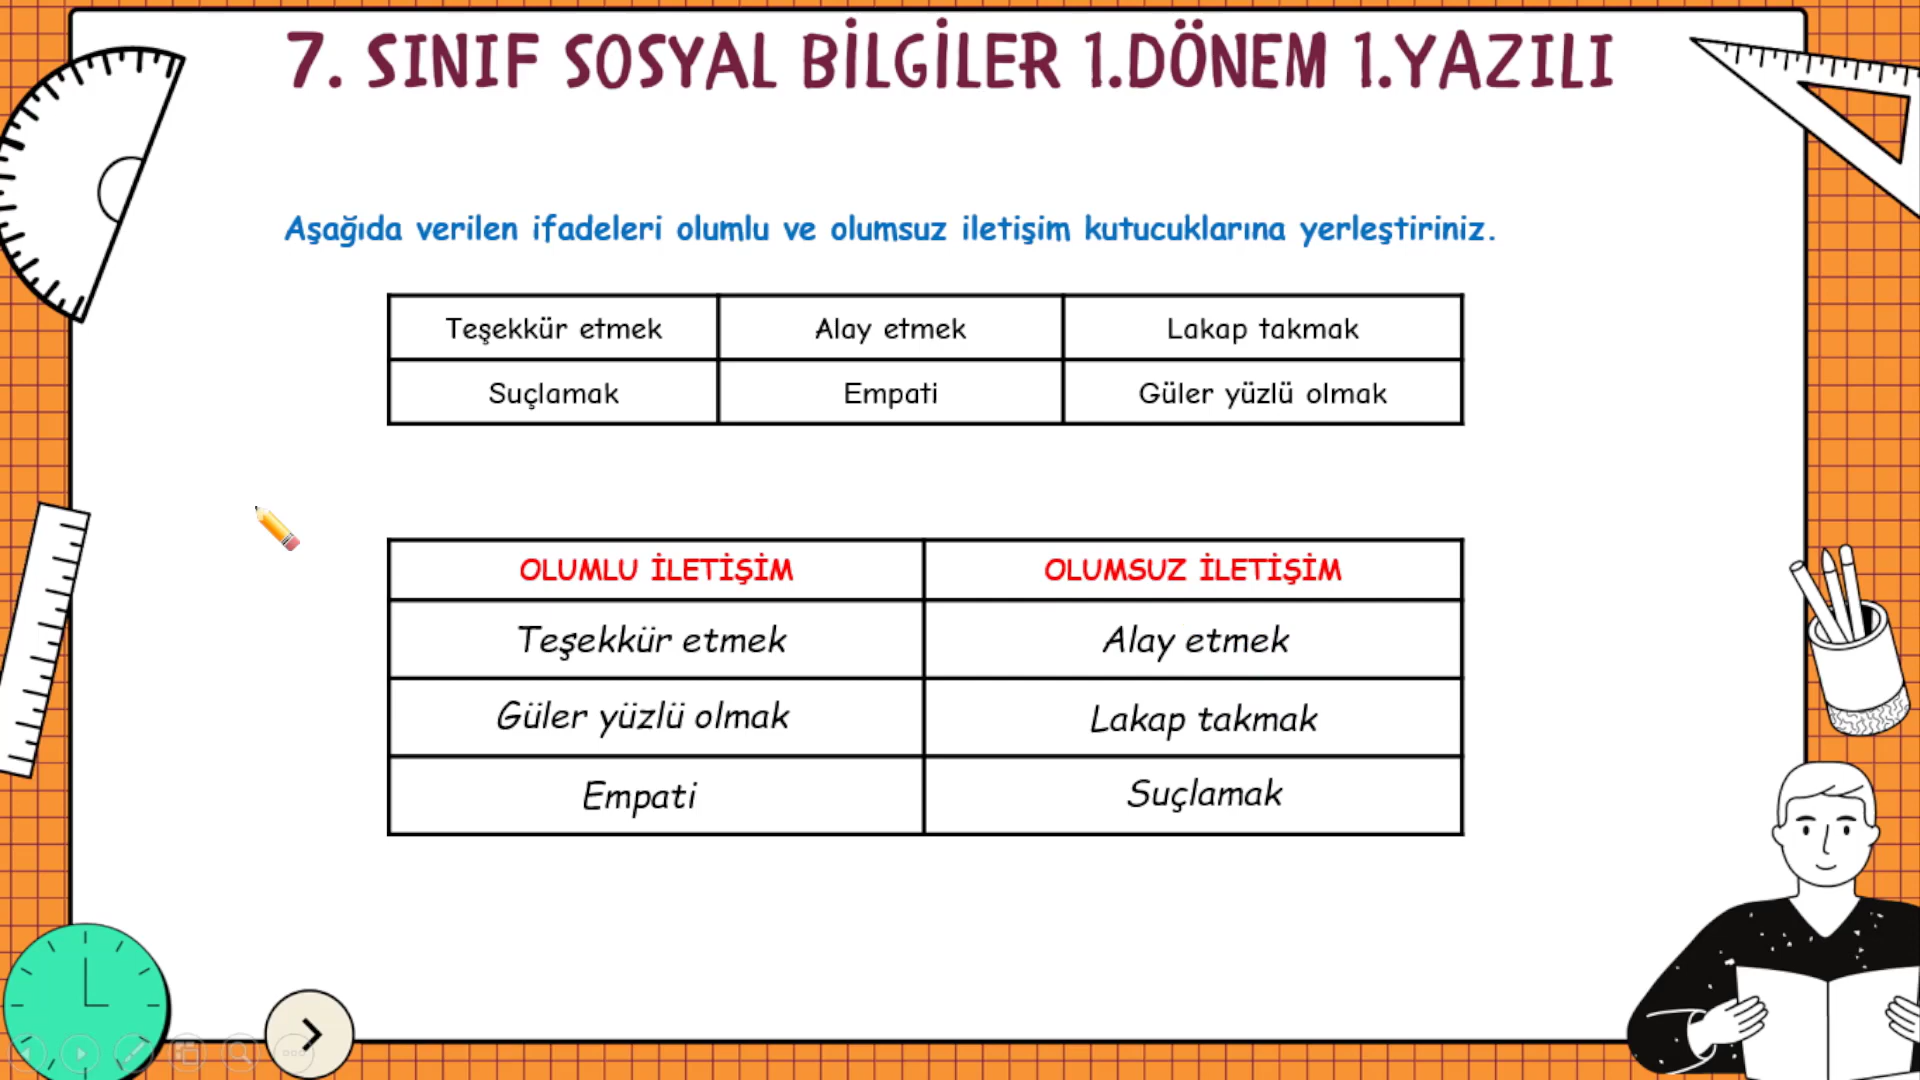 7. SINIF SOSYAL BİLGİLER 1.DÖNEM 1.YAZILI
Aşağıda verilen ifadeleri olumlu ve olumsuz iletişim kutucuklarına yerleştiriniz.
Teşekkür etmek Alay etmek Lakap takmak
Suçlamak Empati Güler yüzlü olmak
OLUMLU İLETİŞİM OLUMSUZ İLETİŞİM
Teşekkür etmek Alay etmek
Güler yüzlü olmak Lakap takmak
Empati Suçlamak